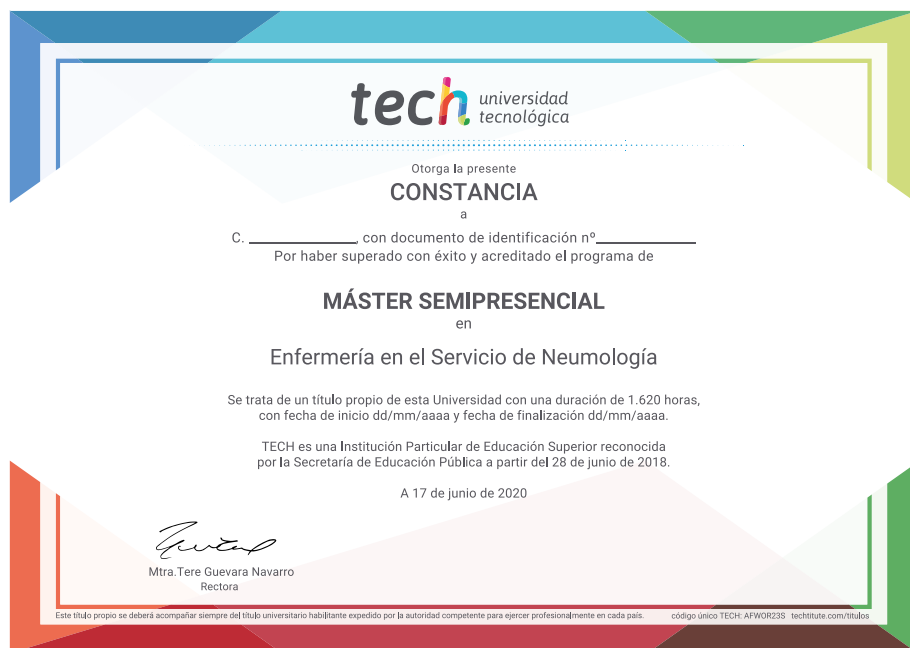 tech universidad
tecnológica
Otorga la presente
CONSTANCIA
a
C. ____________, con documento de identificación nº___________
Por haber superado con éxito y acreditado el programa de
MÁSTER SEMIPRESENCIAL
en
Enfermería en el Servicio de Neumología
Se trata de un título propio de esta Universidad con una duración de 1.620 horas,
con fecha de inicio dd/mm/aaaa y fecha de finalización dd/mm/aaaa.
TECH es una Institución Particular de Educación Superior reconocida
por la Secretaría de Educación Pública a partir del 28 de junio de 2018.
A 17 de junio de 2020
Mtra.Tere Guevara Navarro
Rectora
Este título propio se deberá acompañar siempre del título universitario habilitante expedido por la autoridad competente para ejercer profesionalmente en cada país. código único TECH: AFWOR23S techtitute.com/titulos